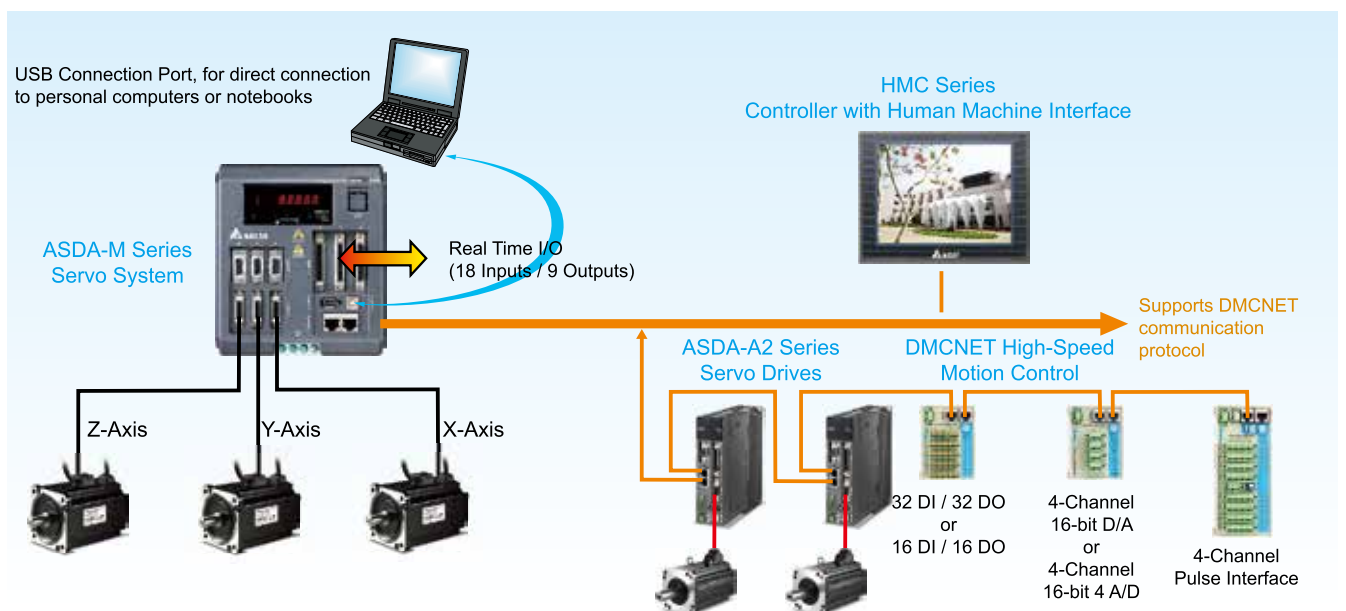 USB Connection Port, for direct connection
to personal computers or notebooks
HMC Series
Controller with Human Machine Interface
ASDA-M Series
Servo System
Real Time I/O
(18 Inputs / 9 Outputs)
Supports DMCNET
communication
protocol
ASDA-A2 Series
Servo Drives
DMCNET High-Speed
Motion Control
Z-Axis
Y-Axis
X-Axis
32 DI / 32 DO
or
16 DI / 16 DO
4-Channel
16-bit D/A
or
4-Channel
16-bit 4 A/D
4-Channel
Pulse Interface